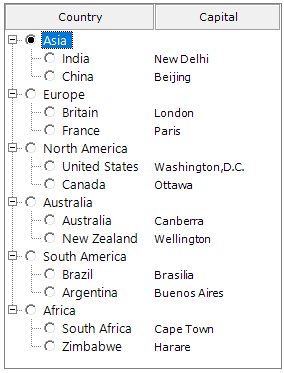 Country Capital
Asia
India New Delhi
China Beijing
Europe
Britain London
France Paris
North America
United States Washington,D.C.
Canada Ottawa
Australia
Australia Canberra
New Zealand Wellington
South America
Brazil Brasilia
Argentina Buenos Aires
Africa
South Africa Cape Town
Zimbabwe Harare